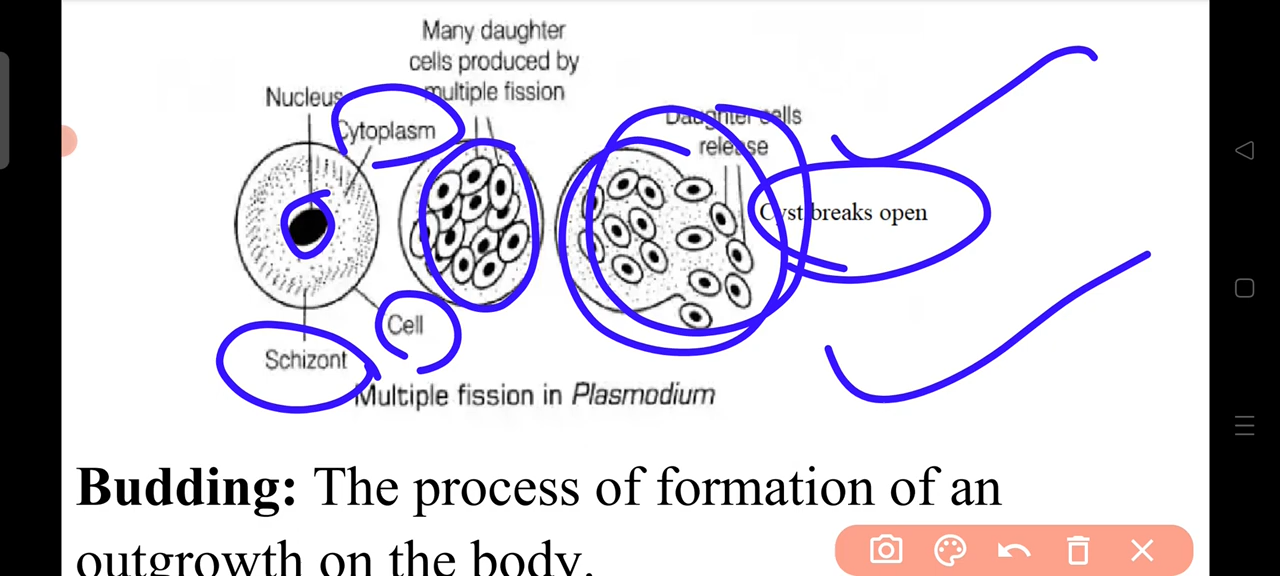 Many daughter
cells produced by
multiple fission
Nucleus
Cytoplasm
Daughter cells
release
Cyst breaks open
Cell
Schizont
Multiple fission in Plasmodium
Budding: The process of formation of an
outgrowth on the body.